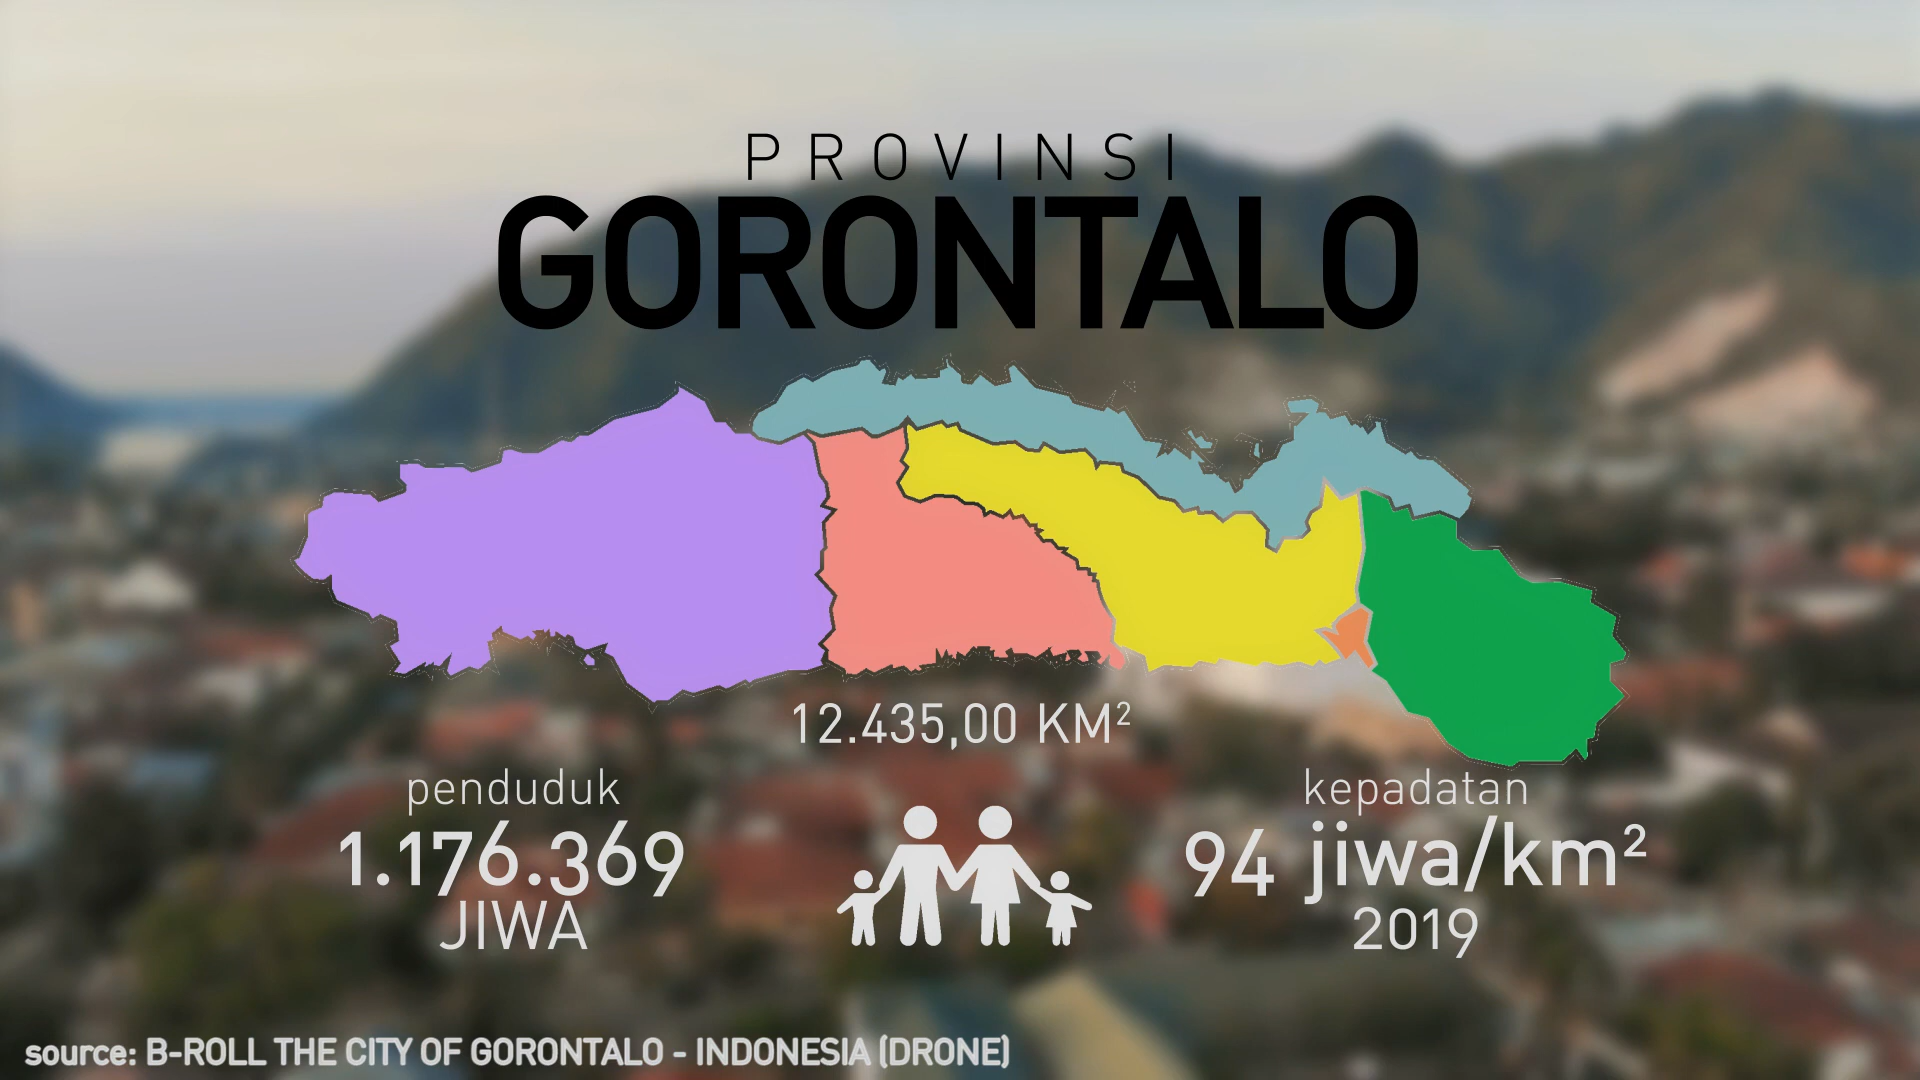 PROVINSI
GORONTALO
12.435,00 KM²
penduduk
1.176.369
JIWA
kepadatan
94 jiwa/km²
2019
source: B-ROLL THE CITY OF GORONTALO - INDONESIA (DRONE)